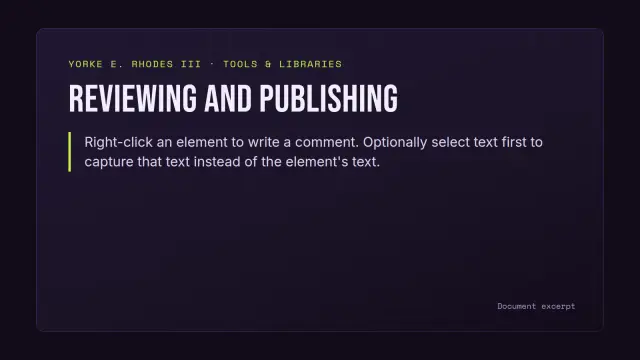 YORKE E. RHODES III · TOOLS & LIBRARIES
REVIEWING AND PUBLISHING
Right-click an element to write a comment. Optionally select text first to
capture that text instead of the element's text.
Document excerpt